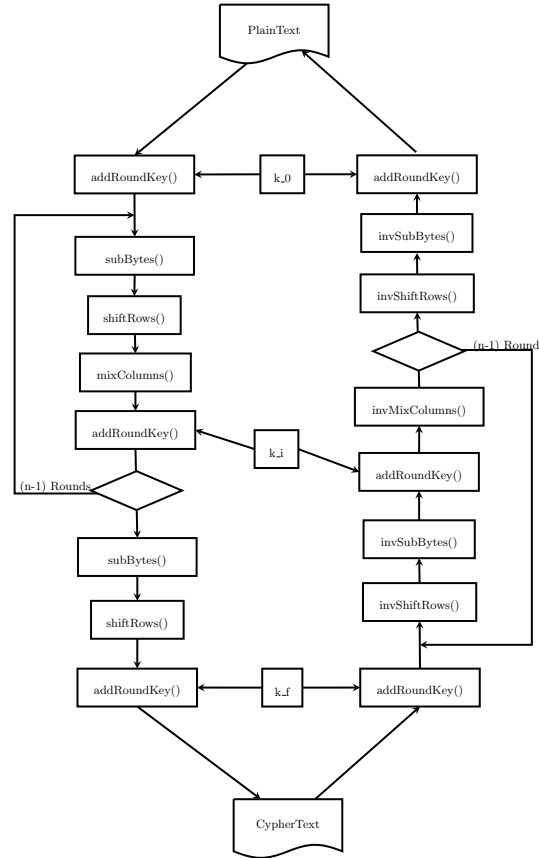 PlainText
addRoundKey()
k_0
addRoundKey()
subBytes()
invSubBytes()
shiftRows()
invShiftRows()
mixColumns()
(n-1) Round
addRoundKey()
invMixColumns()
k_i
addRoundKey()
(n-1) Rounds
subBytes()
invSubBytes()
shiftRows()
invShiftRows()
addRoundKey()
k_f
addRoundKey()
CypherText